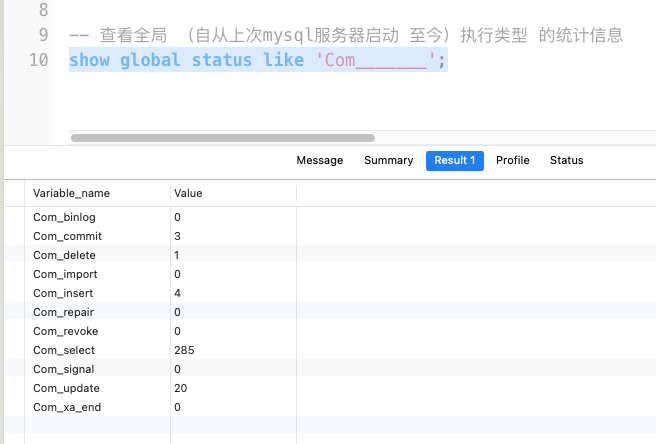 8
9 -- 查看全局 （自从上次mysql服务器启动 至今）执行类型 的统计信息
10 show global status like 'Com_______';
Message Summary Result 1 Profile Status
Variable_name Value
Com_binlog 0
Com_commit 3
Com_delete 1
Com_import 0
Com_insert 4
Com_repair 0
Com_revoke 0
Com_select 285
Com_signal 0
Com_update 20
Com_xa_end 0